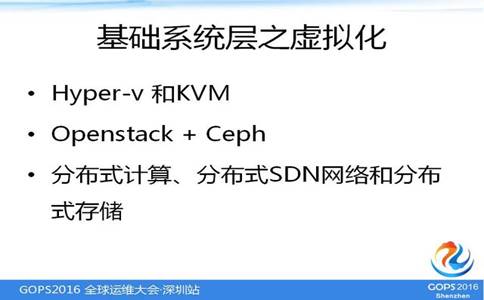 基础系统层之虚拟化
• Hyper-v 和KVM
• Openstack + Ceph
• 分布式计算、分布式SDN网络和分布
式存储
GOPS2016 全球运维大会·深圳站
GOPS2016
Shenzhen